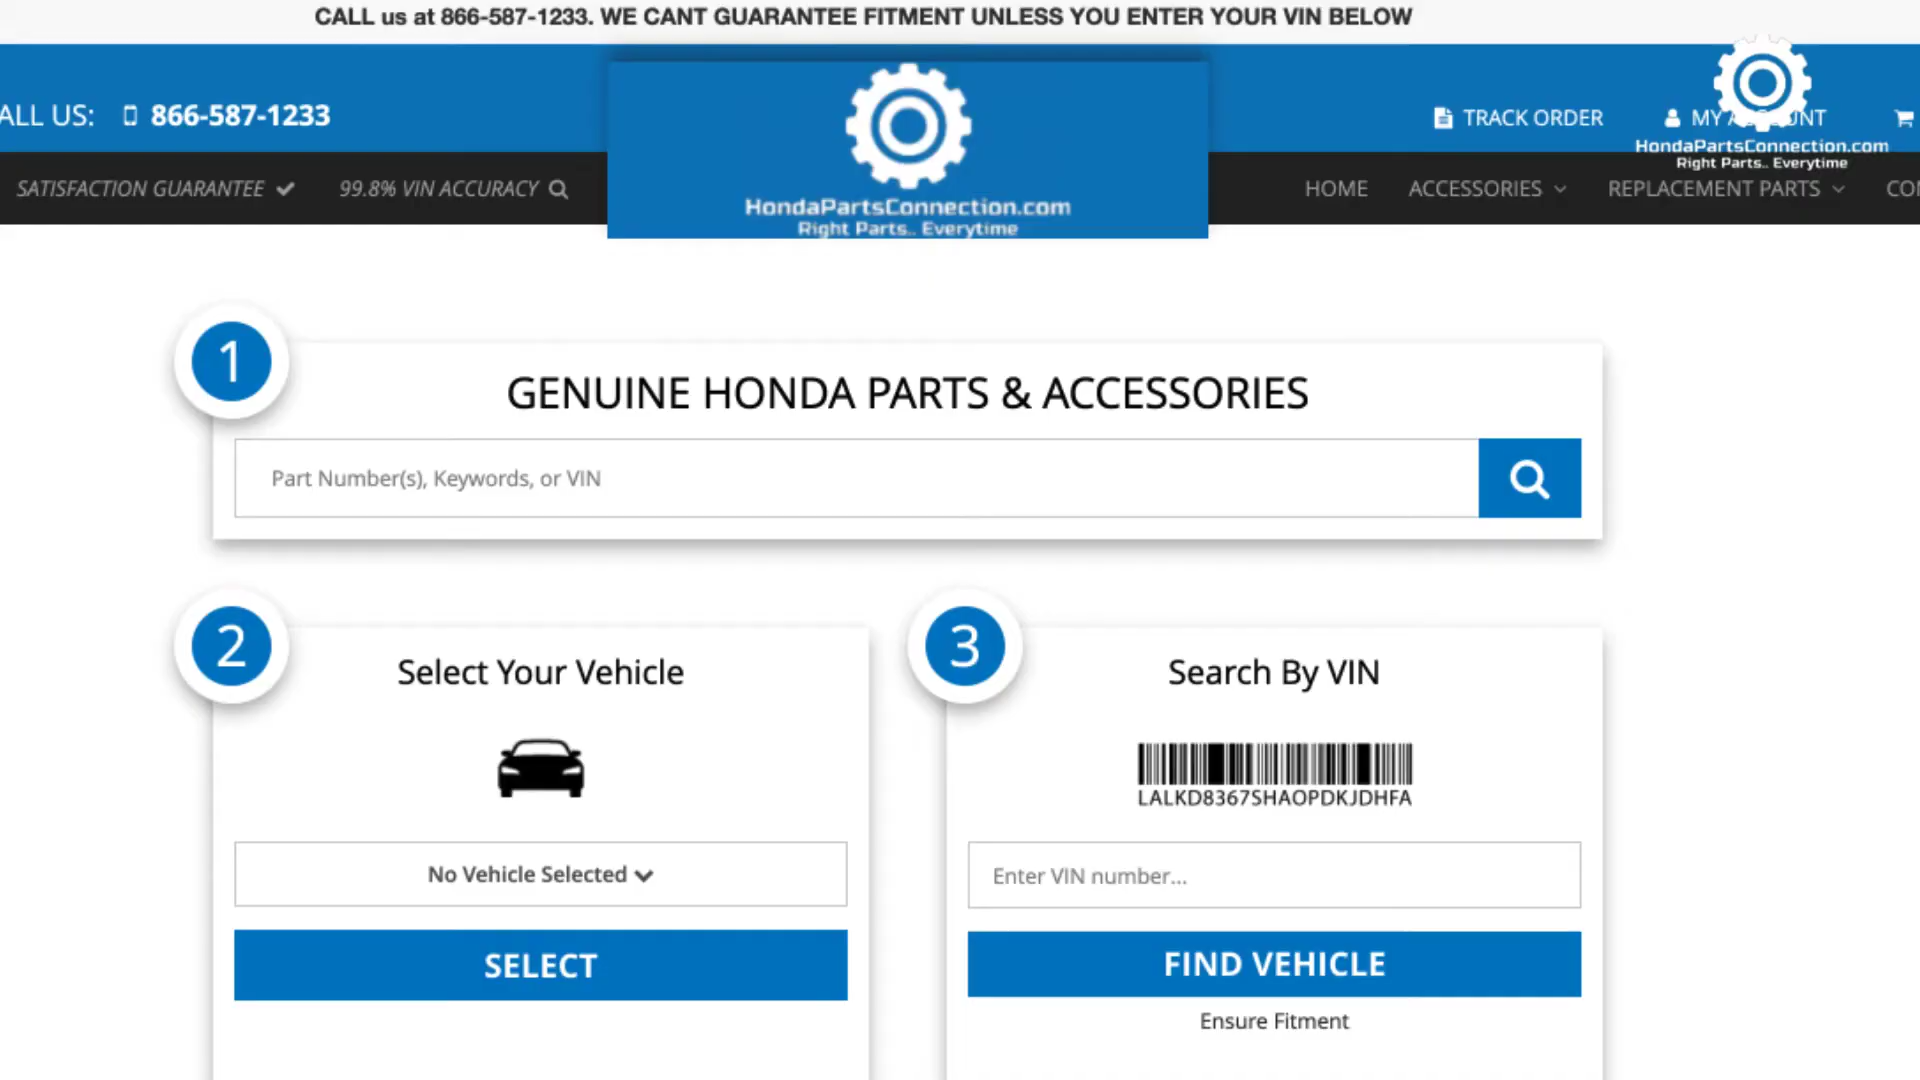 CALL us at 866-587-1233. WE CANT GUARANTEE FITMENT UNLESS YOU ENTER YOUR VIN BELOW
ALL US: 866-587-1233
TRACK ORDER
MY ACCOUNT
HondaPartsConnection.com
Right Parts.. Everytime
SATISFACTION GUARANTEE
99.8% VIN ACCURACY
HondaPartsConnection.com
Right Parts.. Everytime
HOME
ACCESSORIES
REPLACEMENT PARTS
CO
1
GENUINE HONDA PARTS & ACCESSORIES
Part Number(s), Keywords, or VIN
2
Select Your Vehicle
No Vehicle Selected
SELECT
3
Search By VIN
LALKD8367SHAOPDKJDHFA
Enter VIN number...
FIND VEHICLE
Ensure Fitment